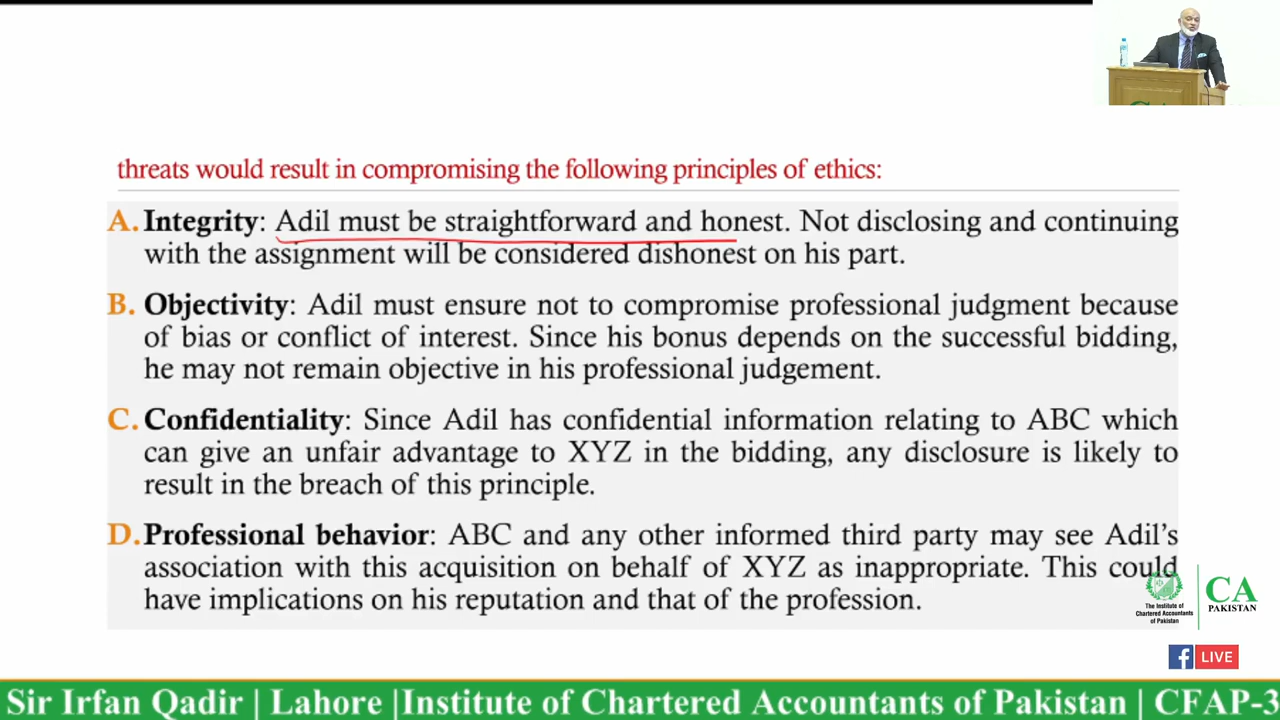 threats would result in compromising the following principles of ethics:
A. Integrity: Adil must be straightforward and honest. Not disclosing and continuing
with the assignment will be considered dishonest on his part.
B. Objectivity: Adil must ensure not to compromise professional judgment because
of bias or conflict of interest. Since his bonus depends on the successful bidding,
he may not remain objective in his professional judgement.
C. Confidentiality: Since Adil has confidential information relating to ABC which
can give an unfair advantage to XYZ in the bidding, any disclosure is likely to
result in the breach of this principle.
D. Professional behavior: ABC and any other informed third party may see Adil's
association with this acquisition on behalf of XYZ as inappropriate. This could
have implications on his reputation and that of the profession.
The Institute of
Chartered Accountants
of Pakistan
CA
PAKISTAN
f LIVE
Sir Irfan Qadir | Lahore |Institute of Chartered Accountants of Pakistan | CFAP-3